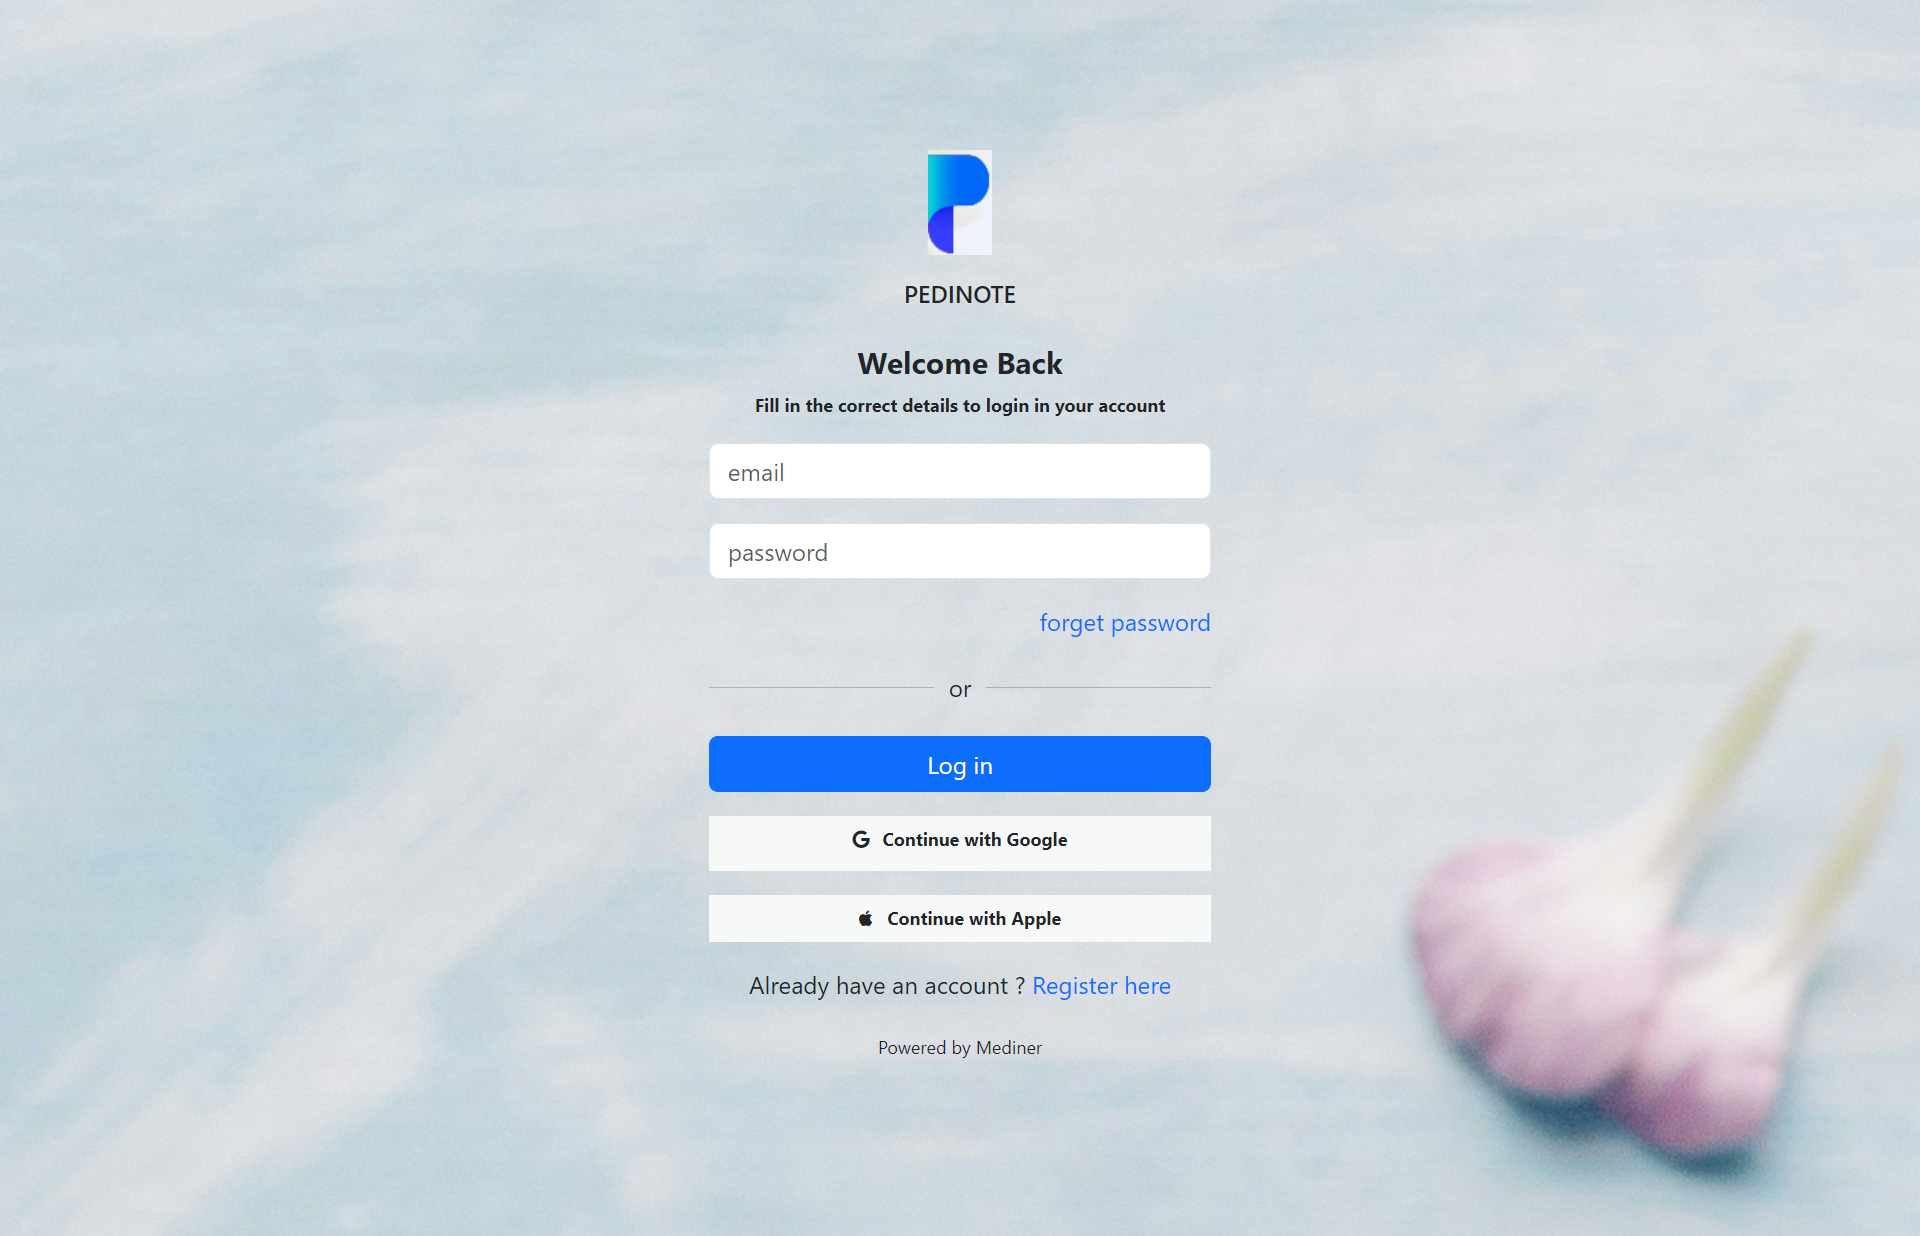 PEDINOTE
Welcome Back
Fill in the correct details to login in your account
email
password
forget password
or
Log in
Continue with Google
Continue with Apple
Already have an account ? Register here
Powered by Mediner